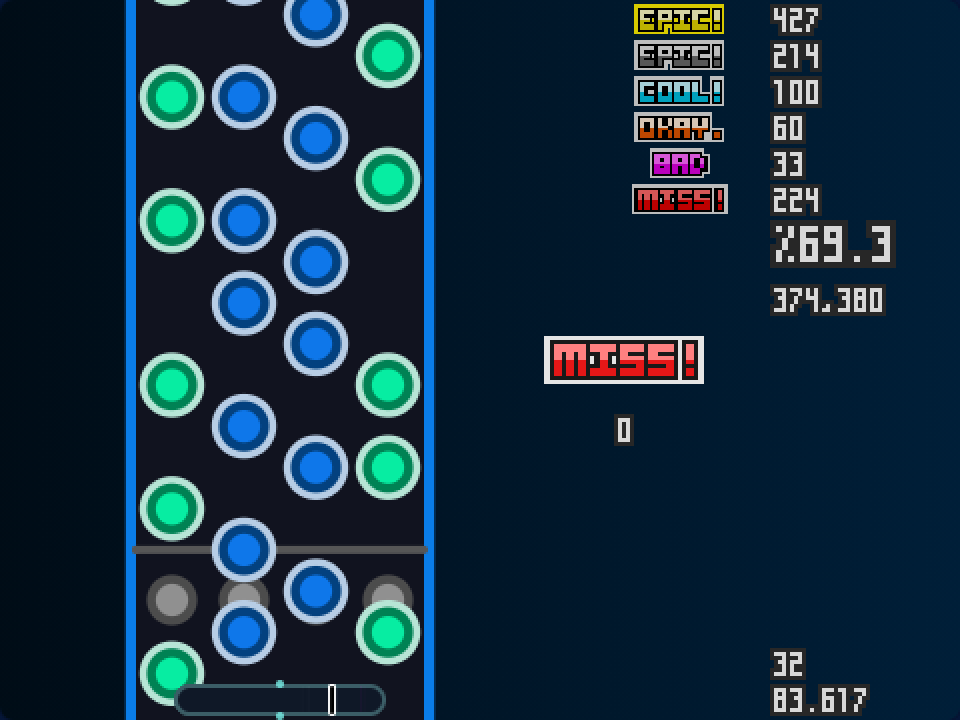 EPIC! 427
EPIC! 214
COOL! 100
OKAY. 60
BAD 33
MISS! 224
%69.3
374,380
MISS!
0
32
83.617